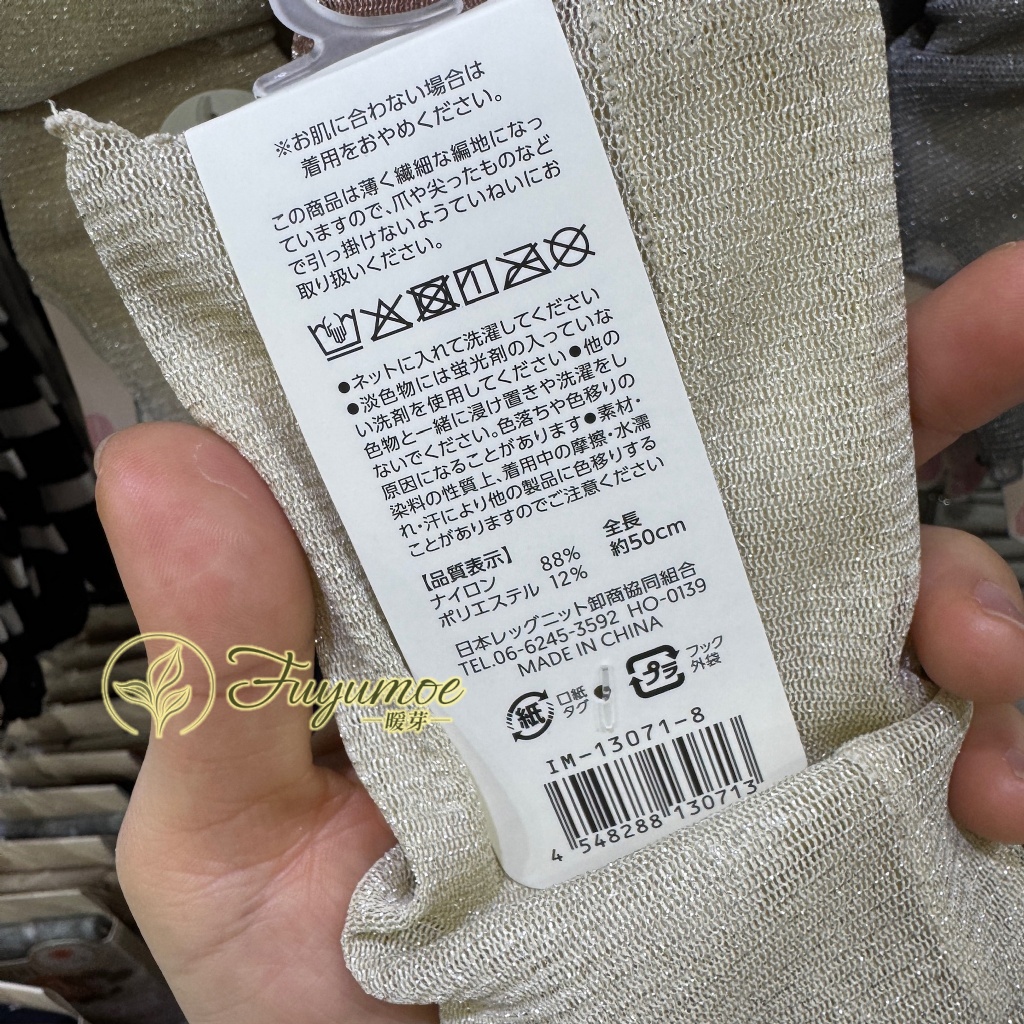 ※お肌に合わない場合は
着用をおやめください。
この商品は薄く繊細な編地になっ
ていますので、爪や尖ったものなど
で引っ掛けないようていねいにお
取り扱いください。
●ネットに入れて洗濯してください
●淡色物には蛍光剤の入っていな
い洗剤を使用してください●他の
色物と一緒に浸け置きや洗濯をし
ないでください。色落ちや色移りの
原因になることがあります●素材・
染料の性質上、着用中の摩擦・水濡
れ・汗により他の製品に色移りする
ことがありますのでご注意ください
【品質表示】
ナイロン 88%
ポリエステル 12%
全長
約50cm
日本レッグニット卸商協同組合
TEL.06-6245-3592 HO-0139
MADE IN CHINA
紙
口紙
タグ
プラ
フック
外袋
IM-13071-8
4 548288 130713
Fuyumoe
暖芽